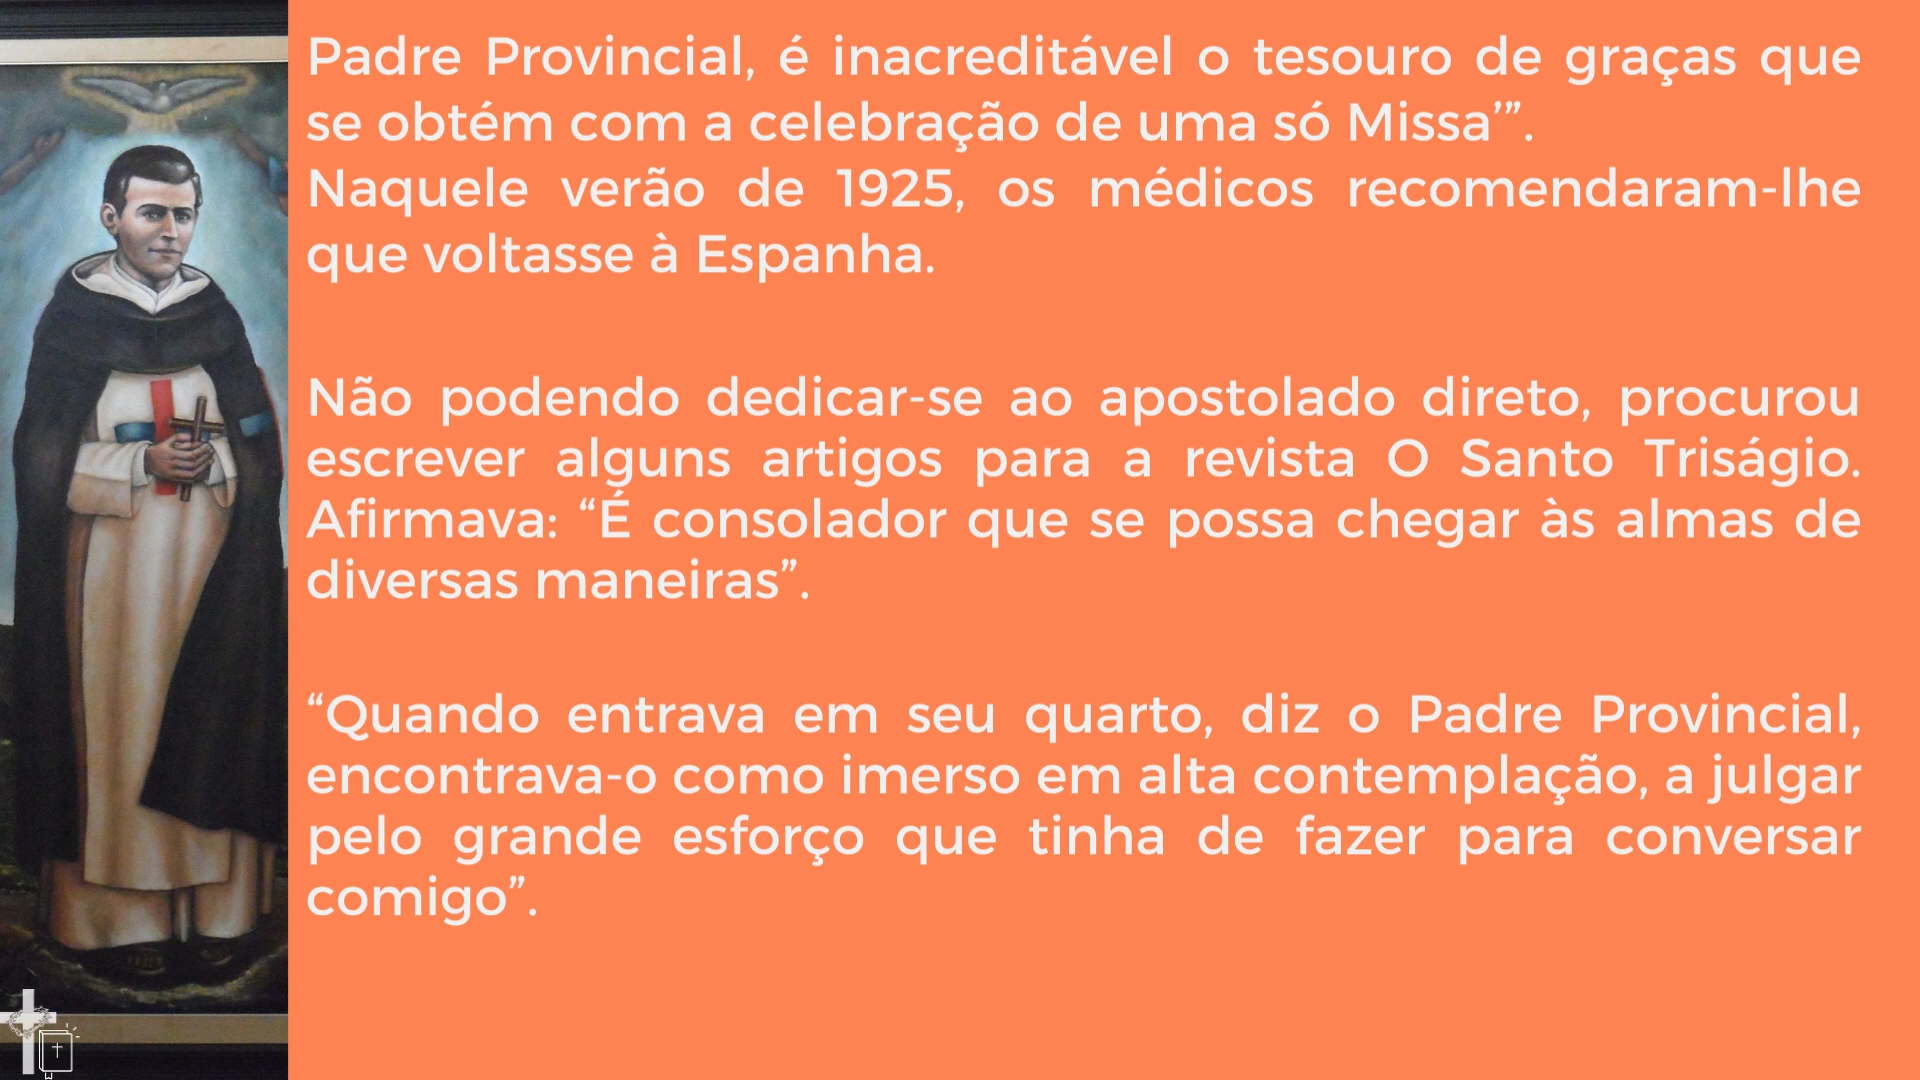 Padre Provincial, é inacreditável o tesouro de graças que
se obtém com a celebração de uma só Missa’”.
Naquele verão de 1925, os médicos recomendaram-lhe
que voltasse à Espanha.
Não podendo dedicar-se ao apostolado direto, procurou
escrever alguns artigos para a revista O Santo Triságio.
Afirmava: “É consolador que se possa chegar às almas de
diversas maneiras”.
“Quando entrava em seu quarto, diz o Padre Provincial,
encontrava-o como imerso em alta contemplação, a julgar
pelo grande esforço que tinha de fazer para conversar
comigo”.